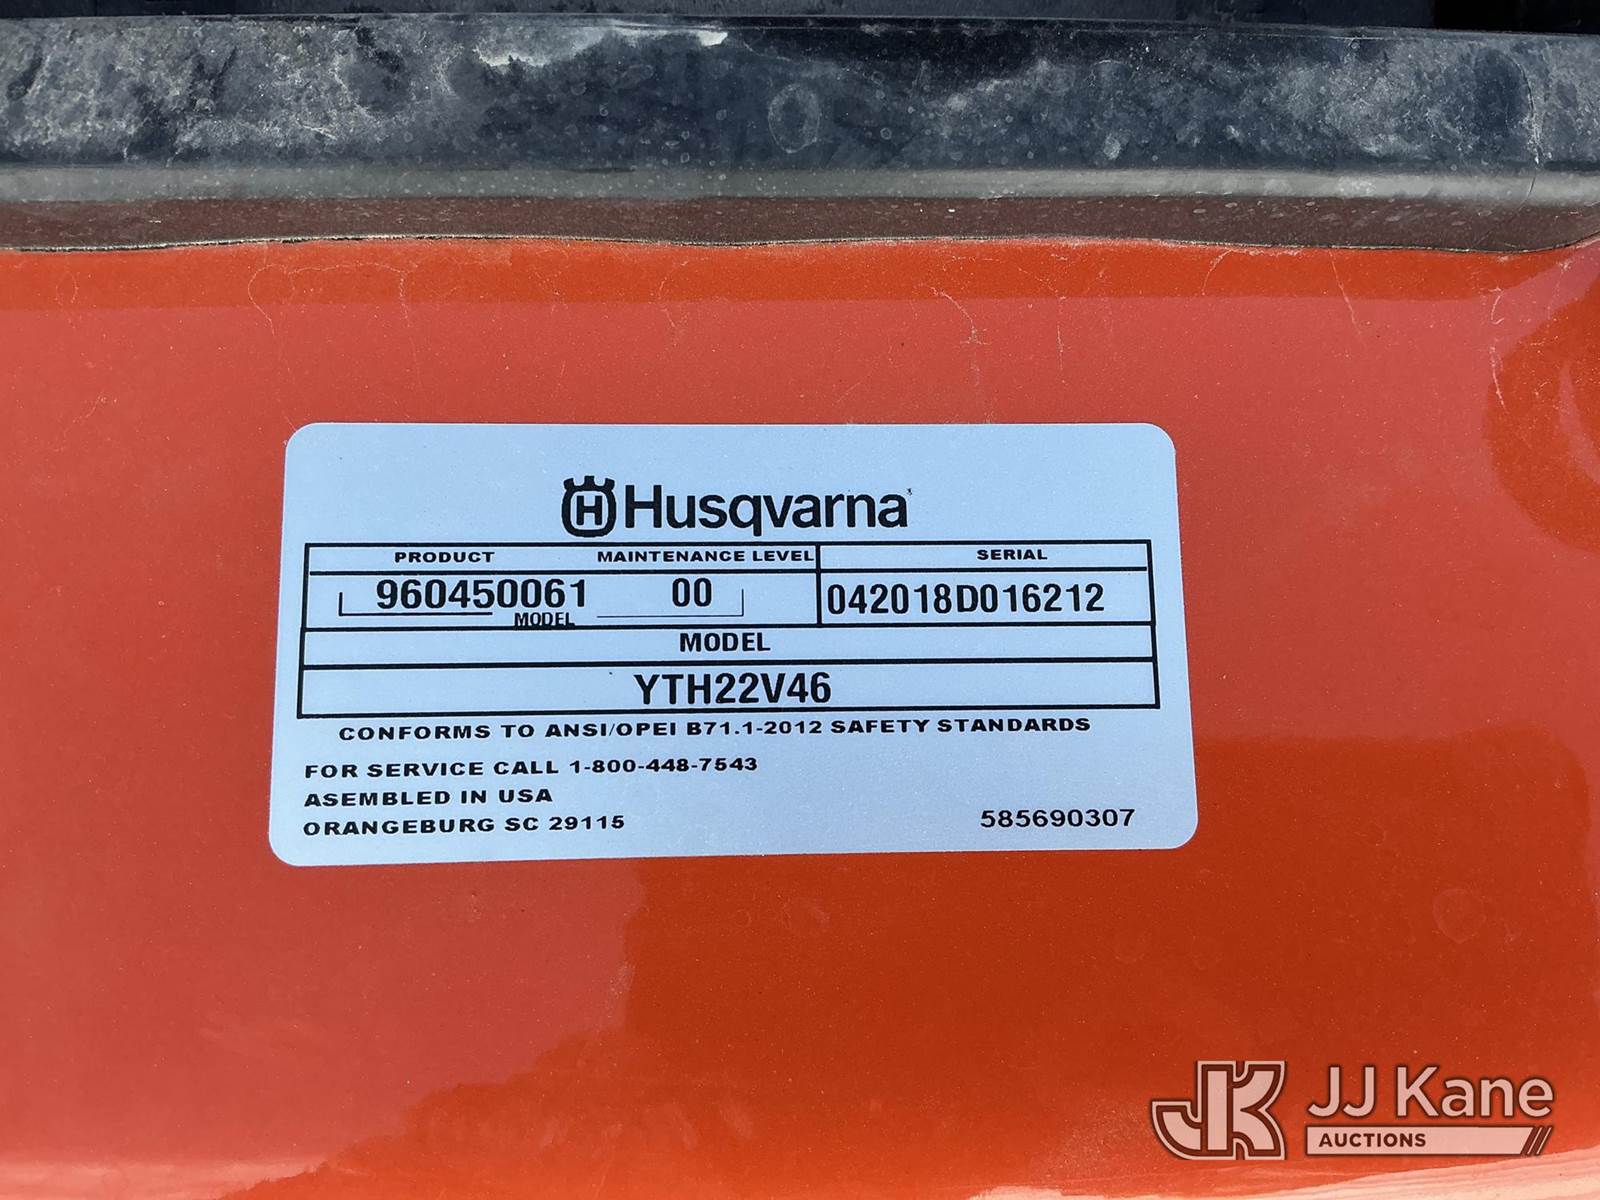 H Husqvarna
PRODUCT MAINTENANCE LEVEL SERIAL
960450061 00 042018D016212
MODEL
MODEL
YTH22V46
CONFORMS TO ANSI/OPEI B71.1-2012 SAFETY STANDARDS
FOR SERVICE CALL 1-800-448-7543
ASEMBLED IN USA
ORANGEBURG SC 29115 585690307
JK JJ Kane
AUCTIONS